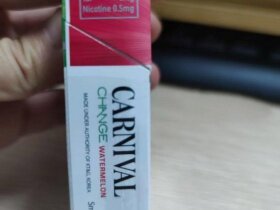 Nicotine 0.5mg
CARNIVAL
CHANGE WATERMELON
MADE UNDER AUTHORITY OF KT&G, KOREA